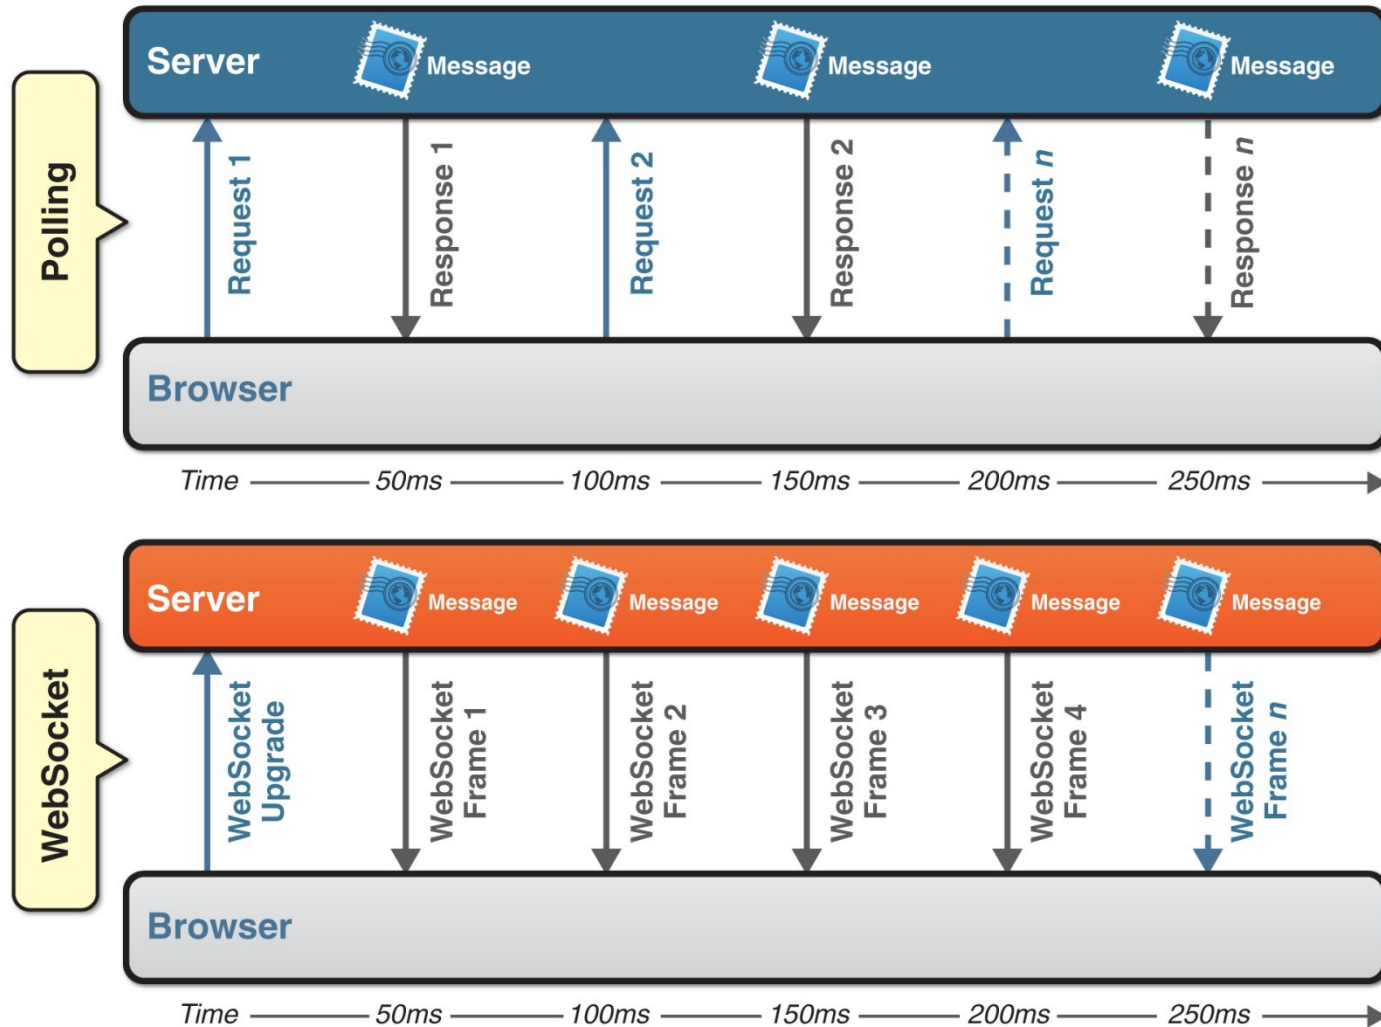 Polling
Server
Message
Message
Message
Request 1
Response 1
Request 2
Response 2
Request n
Response n
Browser
Time 50ms 100ms 150ms 200ms 250ms
WebSocket
Server
Message
Message
Message
Message
Message
WebSocket
Upgrade
WebSocket
Frame 1
WebSocket
Frame 2
WebSocket
Frame 3
WebSocket
Frame 4
WebSocket
Frame n
Browser
Time 50ms 100ms 150ms 200ms 250ms